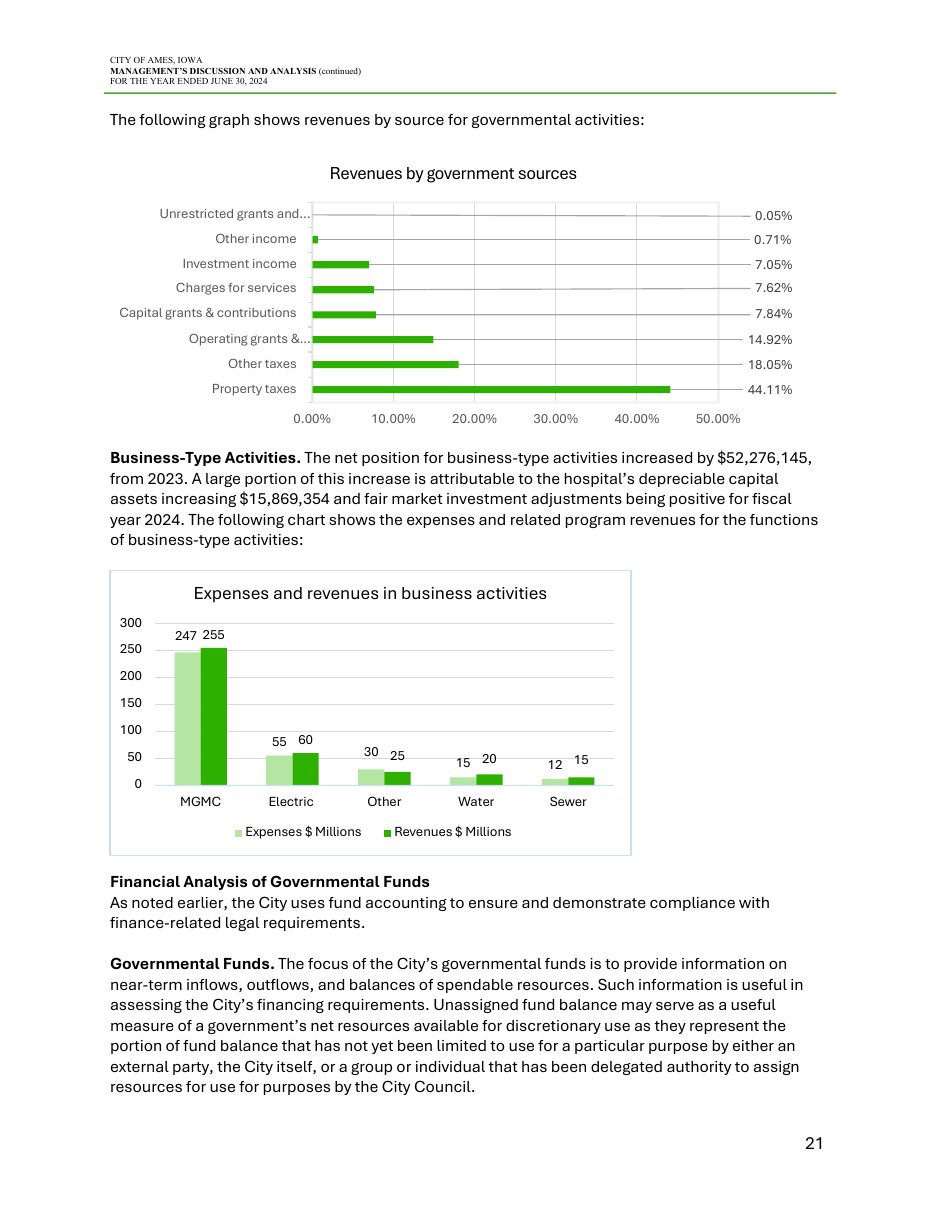 CITY OF AMES, IOWA
MANAGEMENT'S DISCUSSION AND ANALYSIS (continued)
FOR THE YEAR ENDED JUNE 30, 2024
The following graph shows revenues by source for governmental activities:
Revenues by government sources
Unrestricted grants and... 0.05%
Other income 0.71%
Investment income 7.05%
Charges for services 7.62%
Capital grants & contributions 7.84%
Operating grants &... 14.92%
Other taxes 18.05%
Property taxes 44.11%
0.00% 10.00% 20.00% 30.00% 40.00% 50.00%
Business-Type Activities. The net position for business-type activities increased by $52,276,145,
from 2023. A large portion of this increase is attributable to the hospital's depreciable capital
assets increasing $15,869,354 and fair market investment adjustments being positive for fiscal
year 2024. The following chart shows the expenses and related program revenues for the functions
of business-type activities:
Expenses and revenues in business activities
300
250
200
150
100
50
0
247 255
55 60
30 25
15 20
12 15
MGMC Electric Other Water Sewer
Expenses $ Millions Revenues $ Millions
Financial Analysis of Governmental Funds
As noted earlier, the City uses fund accounting to ensure and demonstrate compliance with
finance-related legal requirements.
Governmental Funds. The focus of the City's governmental funds is to provide information on
near-term inflows, outflows, and balances of spendable resources. Such information is useful in
assessing the City's financing requirements. Unassigned fund balance may serve as a useful
measure of a government's net resources available for discretionary use as they represent the
portion of fund balance that has not yet been limited to use for a particular purpose by either an
external party, the City itself, or a group or individual that has been delegated authority to assign
resources for use for purposes by the City Council.
21